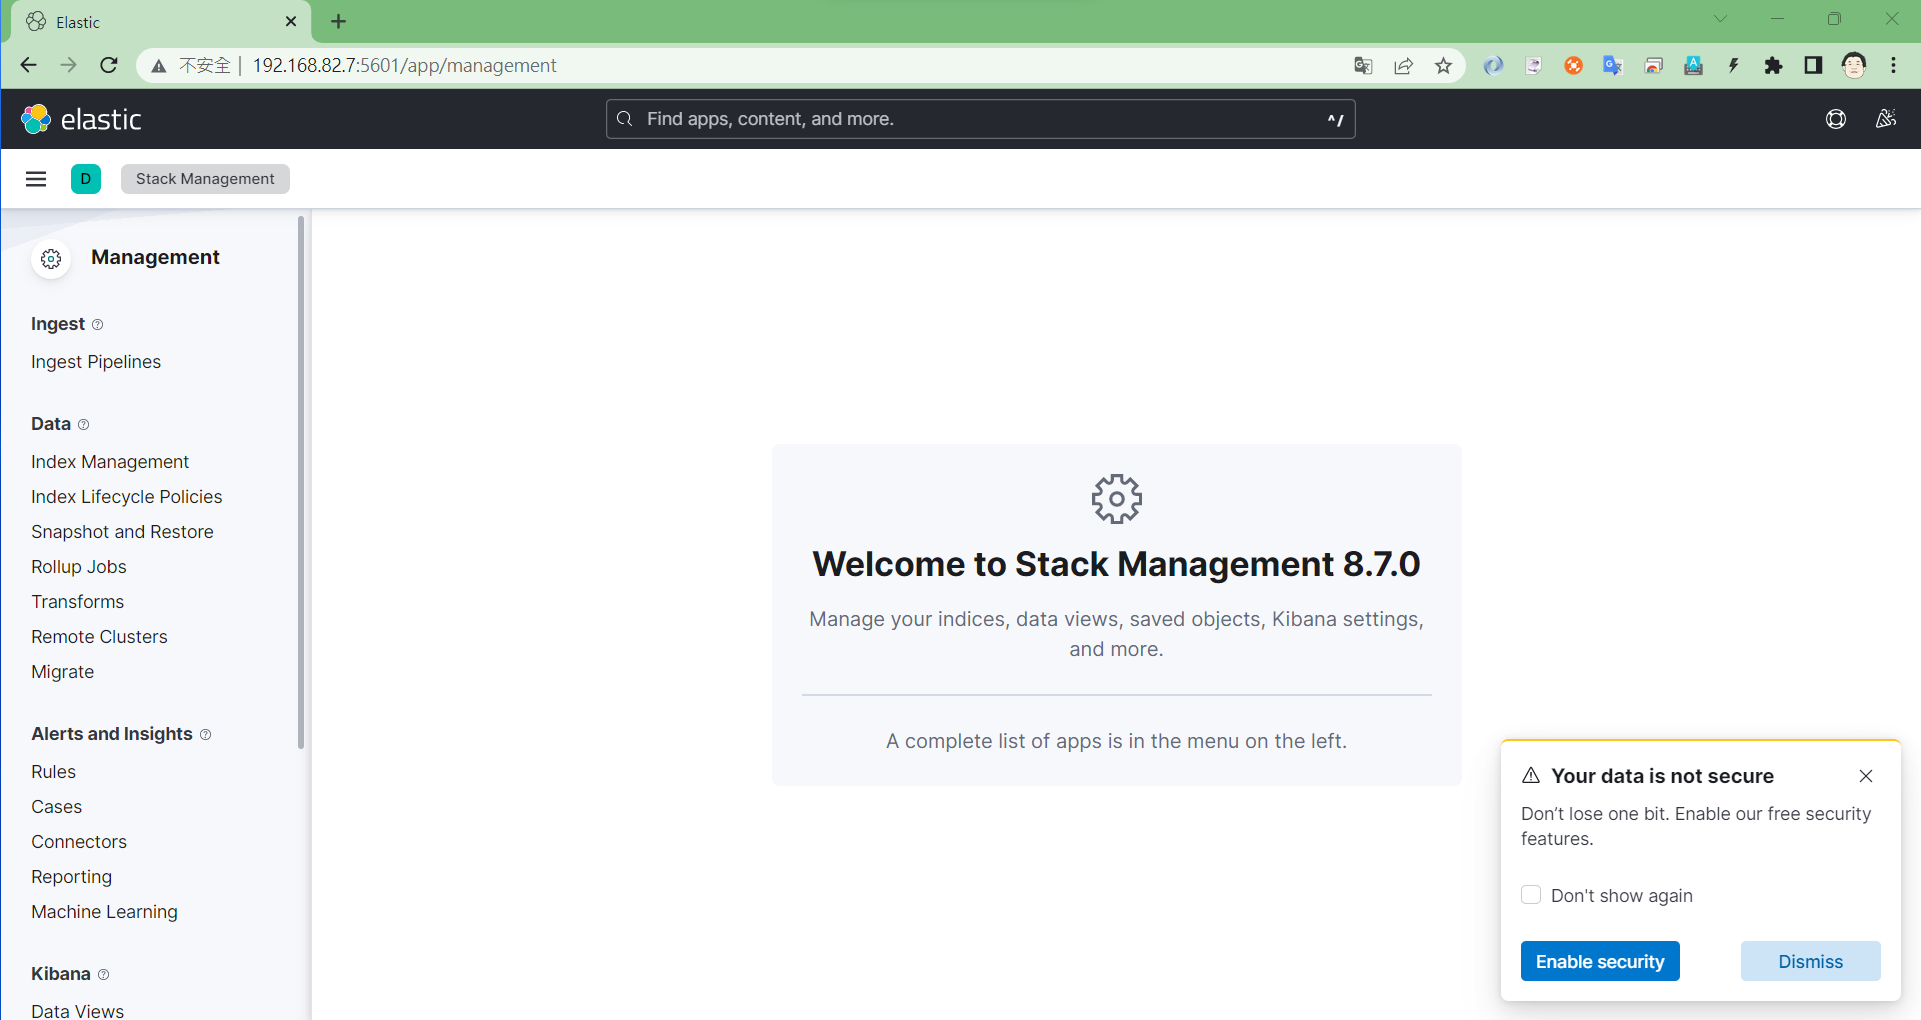 Elastic
不安全 192.168.82.7:5601/app/management
elastic
Find apps, content, and more.
^/
D
Stack Management
Management
Ingest
Ingest Pipelines
Data
Index Management
Index Lifecycle Policies
Snapshot and Restore
Rollup Jobs
Transforms
Remote Clusters
Migrate
Alerts and Insights
Rules
Cases
Connectors
Reporting
Machine Learning
Kibana
Data Views
Welcome to Stack Management 8.7.0
Manage your indices, data views, saved objects, Kibana settings,
and more.
A complete list of apps is in the menu on the left.
Your data is not secure
Don’t lose one bit. Enable our free security
features.
Don't show again
Enable security
Dismiss